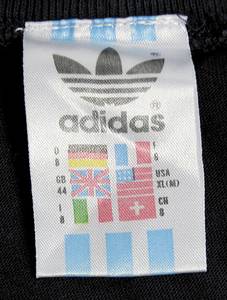 ®
adidas
D 8 F 6
GB 44 USA XL(M)
I 8 CH 8